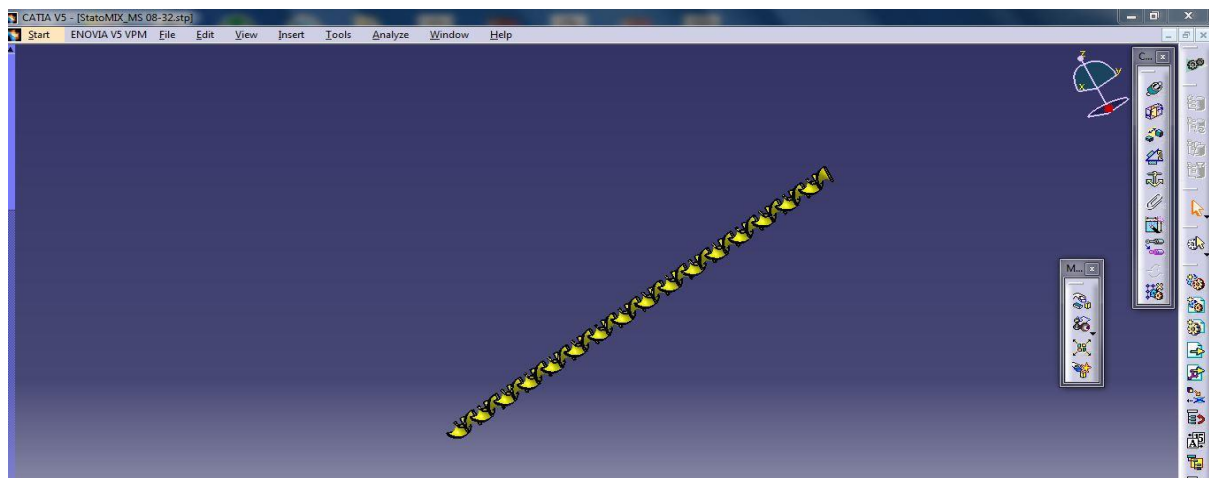 CATIA V5 - [StatoMIX_MS 08-32.stp]
Start ENOVIA V5 VPM File Edit View Insert Tools Analyze Window Help
C...
z
y
x
M...